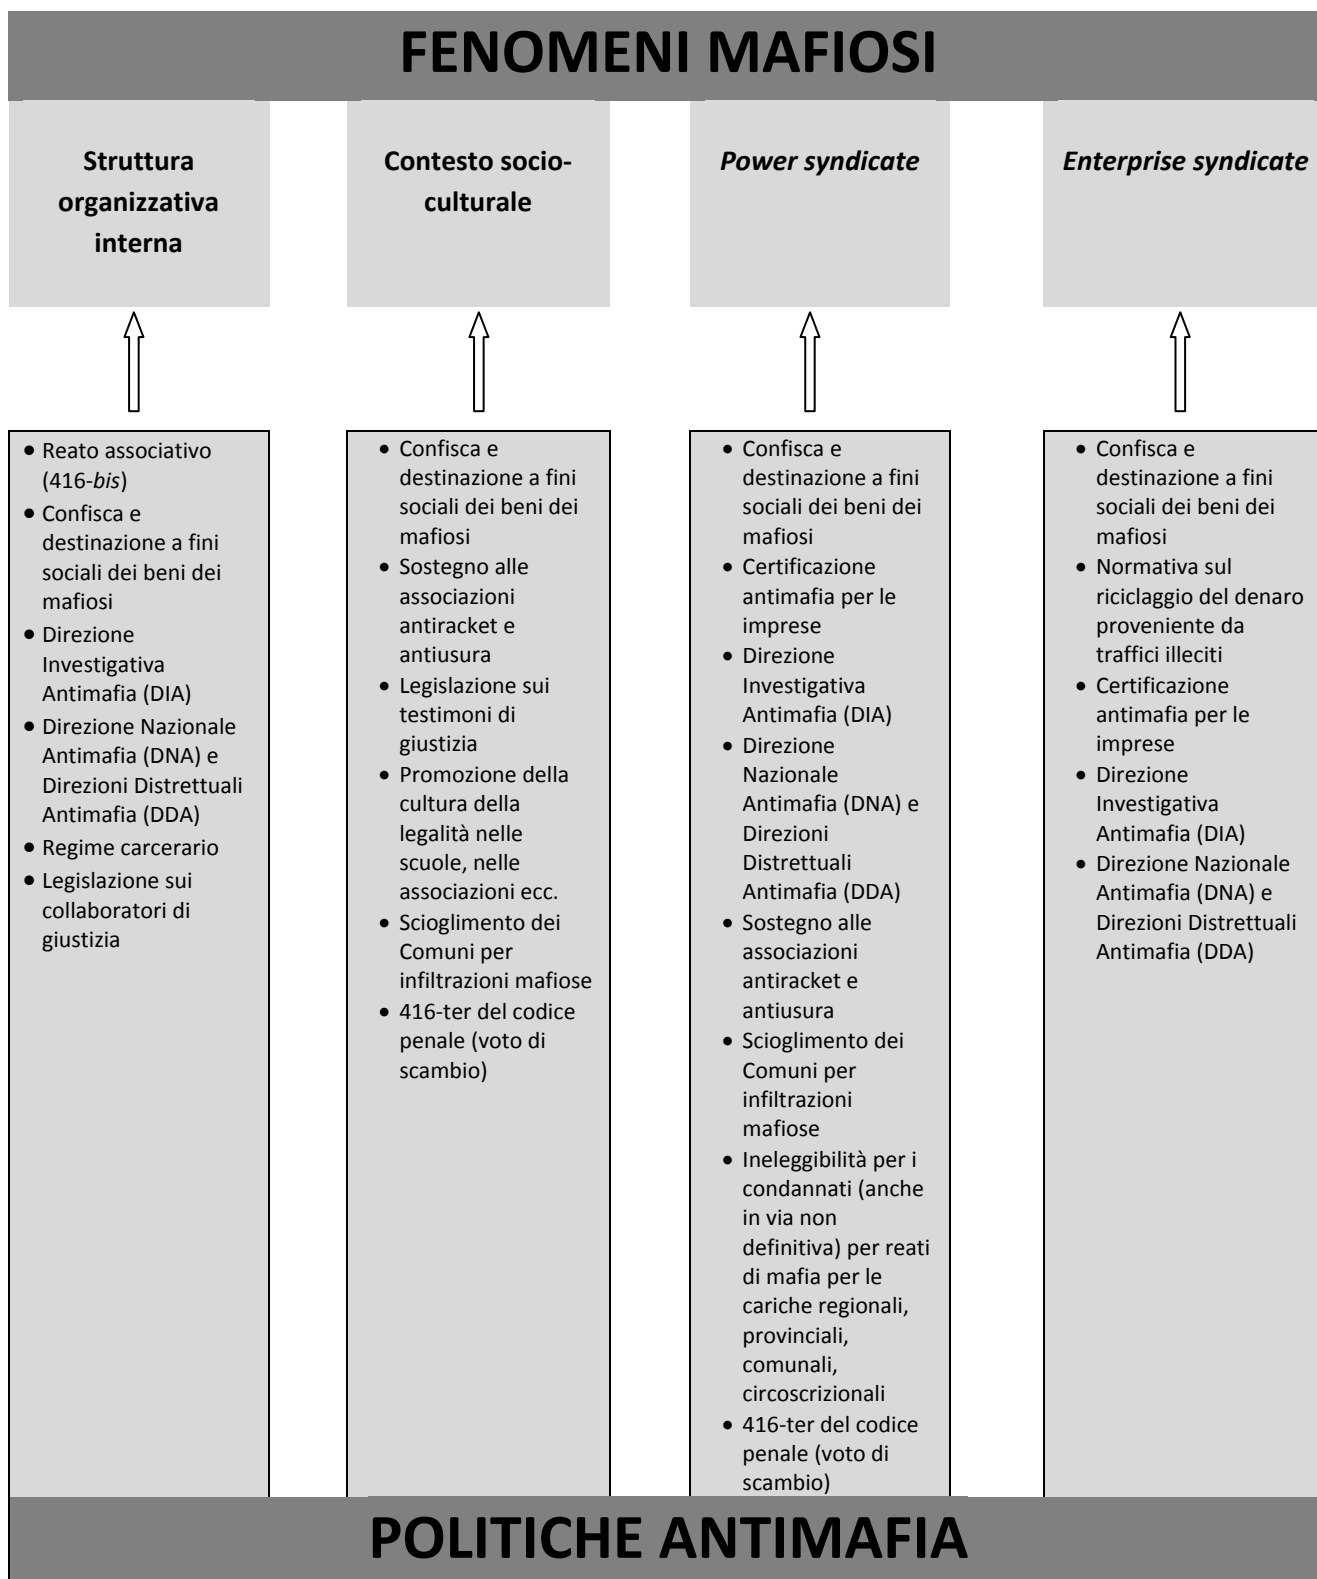 FENOMENI MAFIOSI
Struttura
organizzativa
interna
Contesto socio-
culturale
Power syndicate
Enterprise syndicate
• Reato associativo
(416-bis)
• Confisca e
destinazione a fini
sociali dei beni dei
mafiosi
• Direzione
Investigativa
Antimafia (DIA)
• Direzione Nazionale
Antimafia (DNA) e
Direzioni Distrettuali
Antimafia (DDA)
• Regime carcerario
• Legislazione sui
collaboratori di
giustizia
• Confisca e
destinazione a fini
sociali dei beni dei
mafiosi
• Sostegno alle
associazioni
antiracket e
antiusura
• Legislazione sui
testimoni di
giustizia
• Promozione della
cultura della
legalità nelle
scuole, nelle
associazioni ecc.
• Scioglimento dei
Comuni per
infiltrazioni mafiose
• 416-ter del codice
penale (voto di
scambio)
• Confisca e
destinazione a fini
sociali dei beni dei
mafiosi
• Certificazione
antimafia per le
imprese
• Direzione
Investigativa
Antimafia (DIA)
• Direzione
Nazionale
Antimafia (DNA) e
Direzioni
Distrettuali
Antimafia (DDA)
• Sostegno alle
associazioni
antiracket e
antiusura
• Scioglimento dei
Comuni per
infiltrazioni
mafiose
• Ineleggibilità per i
condannati (anche
in via non
definitiva) per reati
di mafia per le
cariche regionali,
provinciali,
comunali,
circoscrizionali
• 416-ter del codice
penale (voto di
scambio)
• Confisca e
destinazione a fini
sociali dei beni dei
mafiosi
• Normativa sul
riciclaggio del denaro
proveniente da
traffici illeciti
• Certificazione
antimafia per le
imprese
• Direzione
Investigativa
Antimafia (DIA)
• Direzione Nazionale
Antimafia (DNA) e
Direzioni Distrettuali
Antimafia (DDA)
POLITICHE ANTIMAFIA